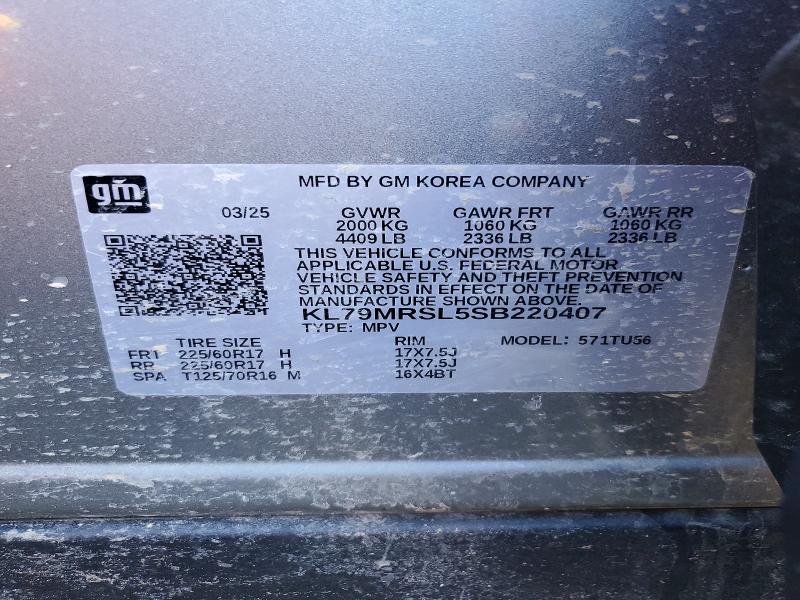 gm
MFD BY GM KOREA COMPANY
03/25 GVWR GAWR FRT GAWR RR
2000 KG 1060 KG 1060 KG
4409 LB 2336 LB 2336 LB
THIS VEHICLE CONFORMS TO ALL
APPLICABLE U.S. FEDERAL MOTOR
VEHICLE SAFETY AND THEFT PREVENTION
STANDARDS IN EFFECT ON THE DATE OF
MANUFACTURE SHOWN ABOVE.
KL79MRSL5SB220407
TYPE: MPV
TIRE SIZE RIM MODEL: 571TU56
FRT 225/60R17 H 17X7.5J
RR 225/60R17 H 17X7.5J
SPA T125/70R16 M 16X4BT